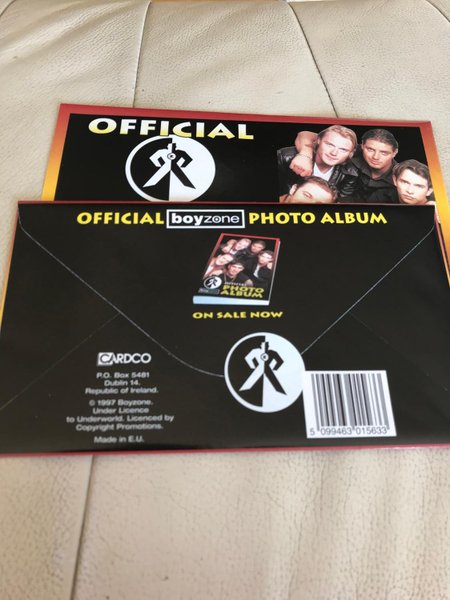 OFFICIAL
OFFICIAL boyzone PHOTO ALBUM
OFFICIAL
PHOTO
ALBUM
ON SALE NOW
CARDCO
P.O. Box 5481
Dublin 14.
Republic of Ireland.
© 1997 Boyzone.
Under Licence
to Underworld. Licenced by
Copyright Promotions.
Made in E.U.
5 099463 015633